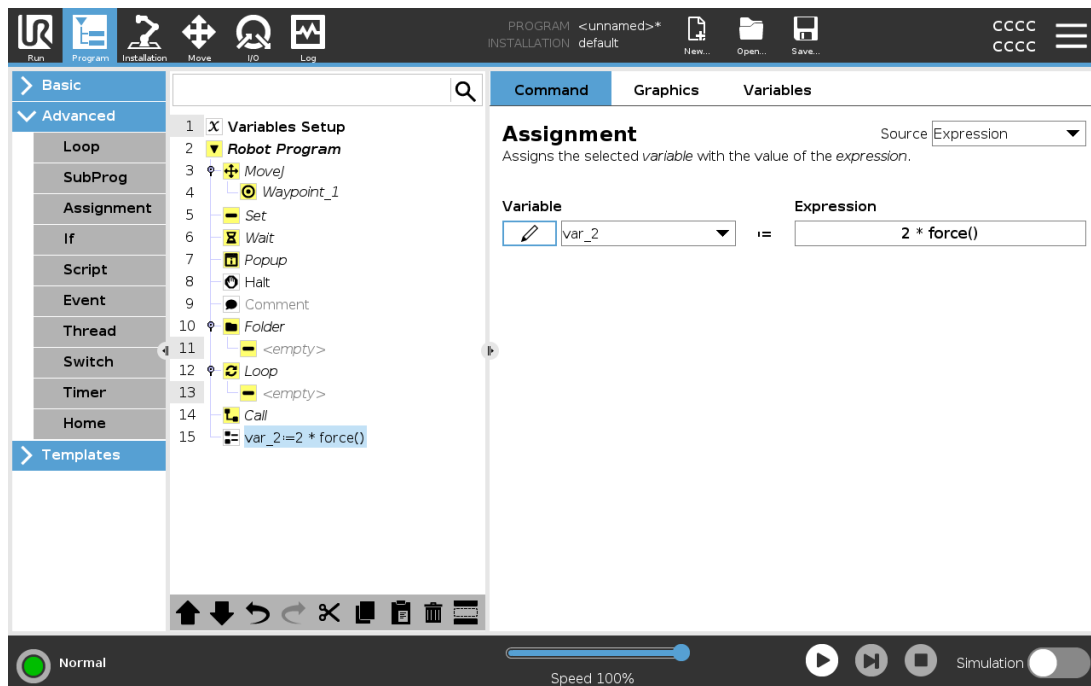 PROGRAM <unnamed>*
INSTALLATION default
CCCC
CCCC
Run Program Installation Move I/O Log New... Open... Save...
Basic
Advanced
Loop
SubProg
Assignment
If
Script
Event
Thread
Switch
Timer
Home
Templates
1 X Variables Setup
2 Robot Program
3 MoveJ
4 Waypoint_1
5 Set
6 Wait
7 Popup
8 Halt
9 Comment
10 Folder
11 <empty>
12 Loop
13 <empty>
14 Call
15 var_2:=2 * force()
Command Graphics Variables
Assignment
Source Expression
Assigns the selected variable with the value of the expression.
Variable Expression
var_2 := 2 * force()
Normal
Speed 100%
Simulation